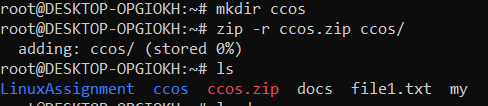 root@DESKTOP-OPGIOKH:~# mkdir ccos
root@DESKTOP-OPGIOKH:~# zip -r ccos.zip ccos/
  adding: ccos/ (stored 0%)
root@DESKTOP-OPGIOKH:~# ls
LinuxAssignment  ccos  ccos.zip  docs  file1.txt  my